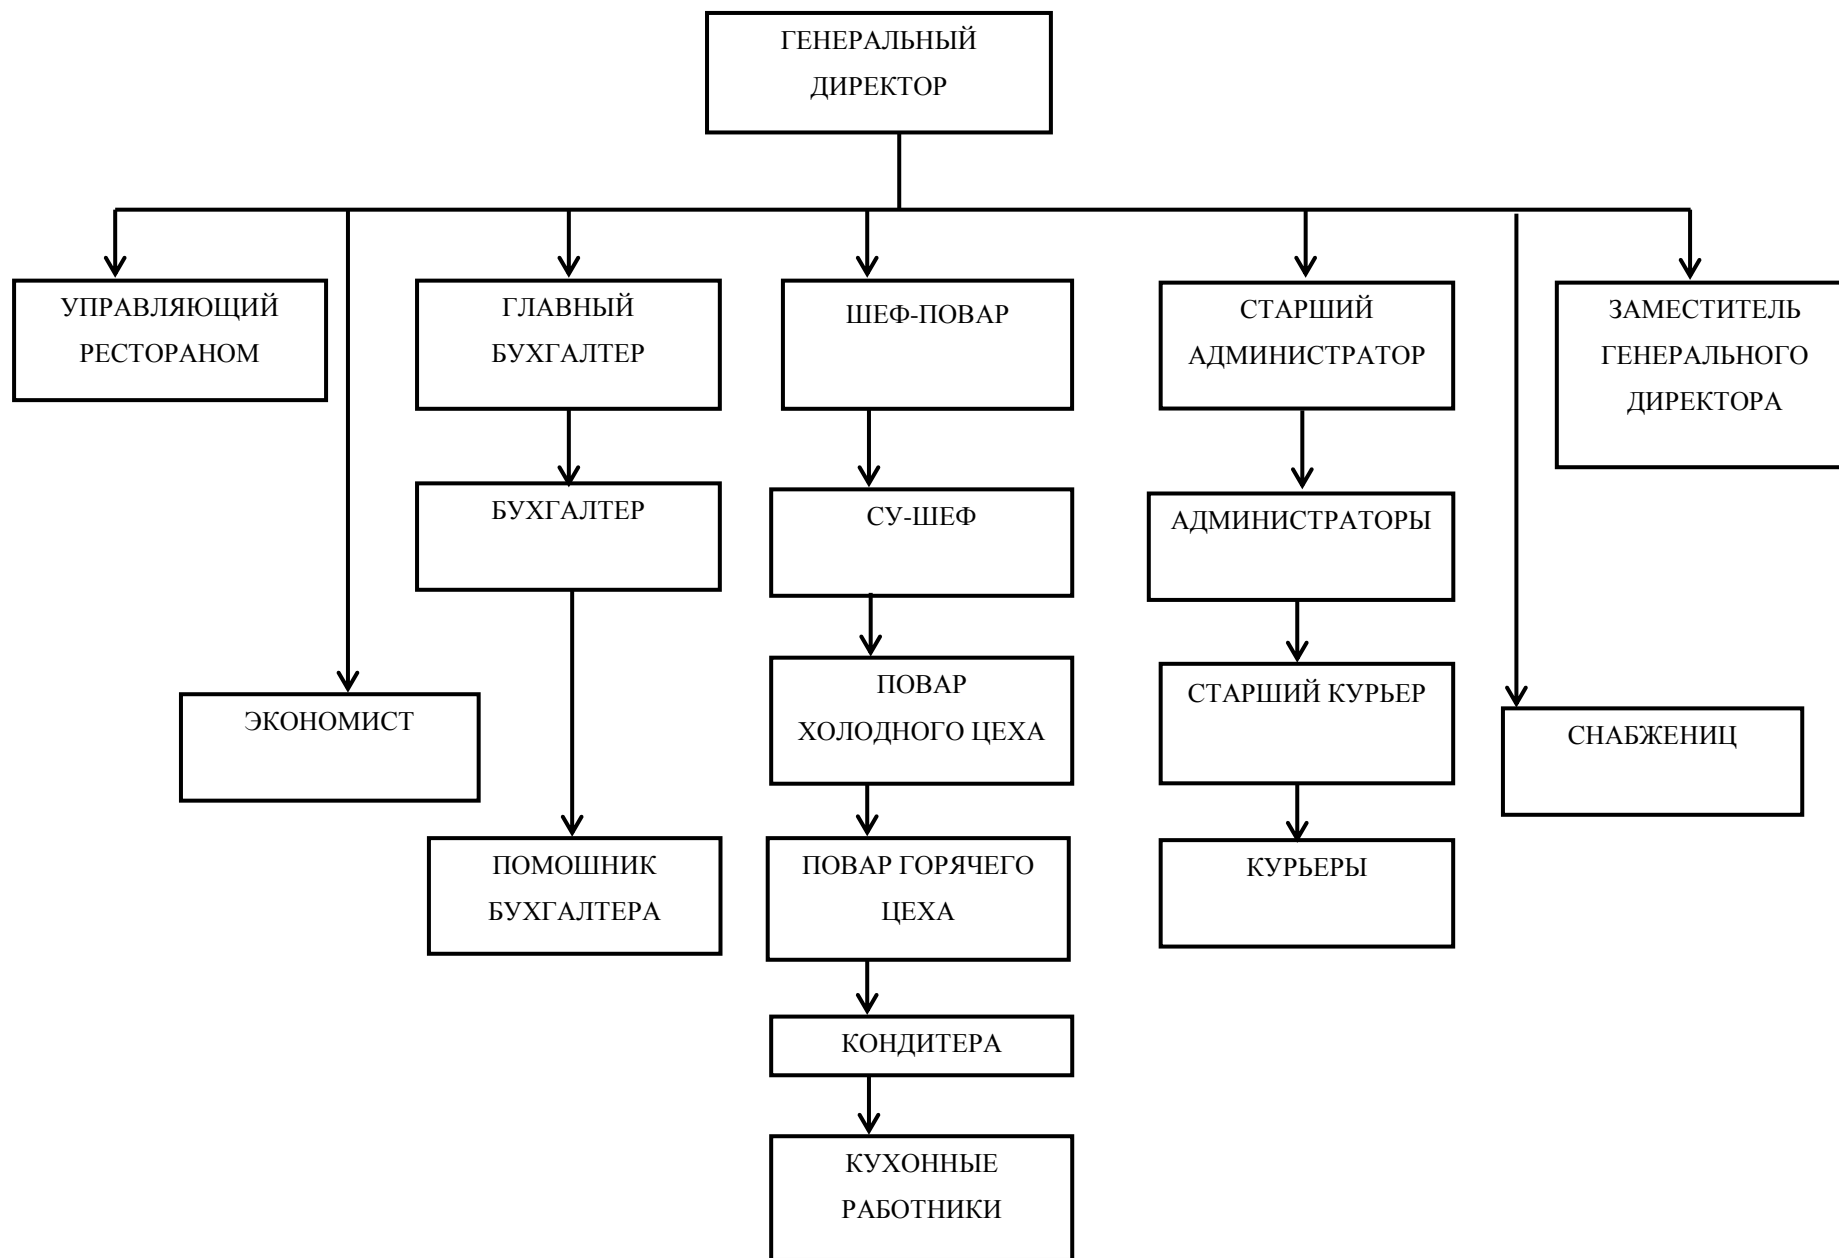 ГЕНЕРАЛЬНЫЙ
ДИРЕКТОР
УПРАВЛЯЮЩИЙ
РЕСТОРАНОМ
ГЛАВНЫЙ
БУХГАЛТЕР
ШЕФ-ПОВАР
СТАРШИЙ
АДМИНИСТРАТОР
ЗАМЕСТИТЕЛЬ
ГЕНЕРАЛЬНОГО
ДИРЕКТОРА
БУХГАЛТЕР
СУ-ШЕФ
АДМИНИСТРАТОРЫ
ЭКОНОМИСТ
ПОВАР
ХОЛОДНОГО ЦЕХА
СТАРШИЙ КУРЬЕР
СНАБЖЕНИЦ
ПОМОШНИК
БУХГАЛТЕРА
ПОВАР ГОРЯЧЕГО
ЦЕХА
КУРЬЕРЫ
КОНДИТЕРА
КУХОННЫЕ
РАБОТНИКИ